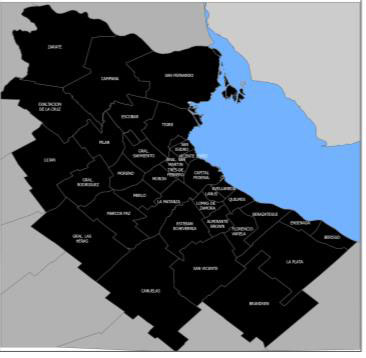 ZARATE
CAMPANA
SAN FERNANDO
EXALTACION
DE LA CRUZ
ESCOBAR
TIGRE
PILAR
SAN
ISIDRO
VICENTE LOPEZ
GRAL.
SARMIENTO
GRAL. SAN
MARTIN
LUJAN
TRES DE
FEBRERO
CAPITAL
FEDERAL
MORENO
MORON
GRAL.
RODRIGUEZ
AVELLANEDA
LANUS
MERLO
LA MATANZA
QUILMES
LOMAS DE
ZAMORA
MARCOS PAZ
BERAZATEGUI
ESTEBAN
ECHEVERRIA
ALMIRANTE
BROWN
FLORENCIO
VARELA
ENSENADA
BERISSO
GRAL. LAS
HERAS
LA PLATA
SAN VICENTE
CAÑUELAS
BRANDSEN